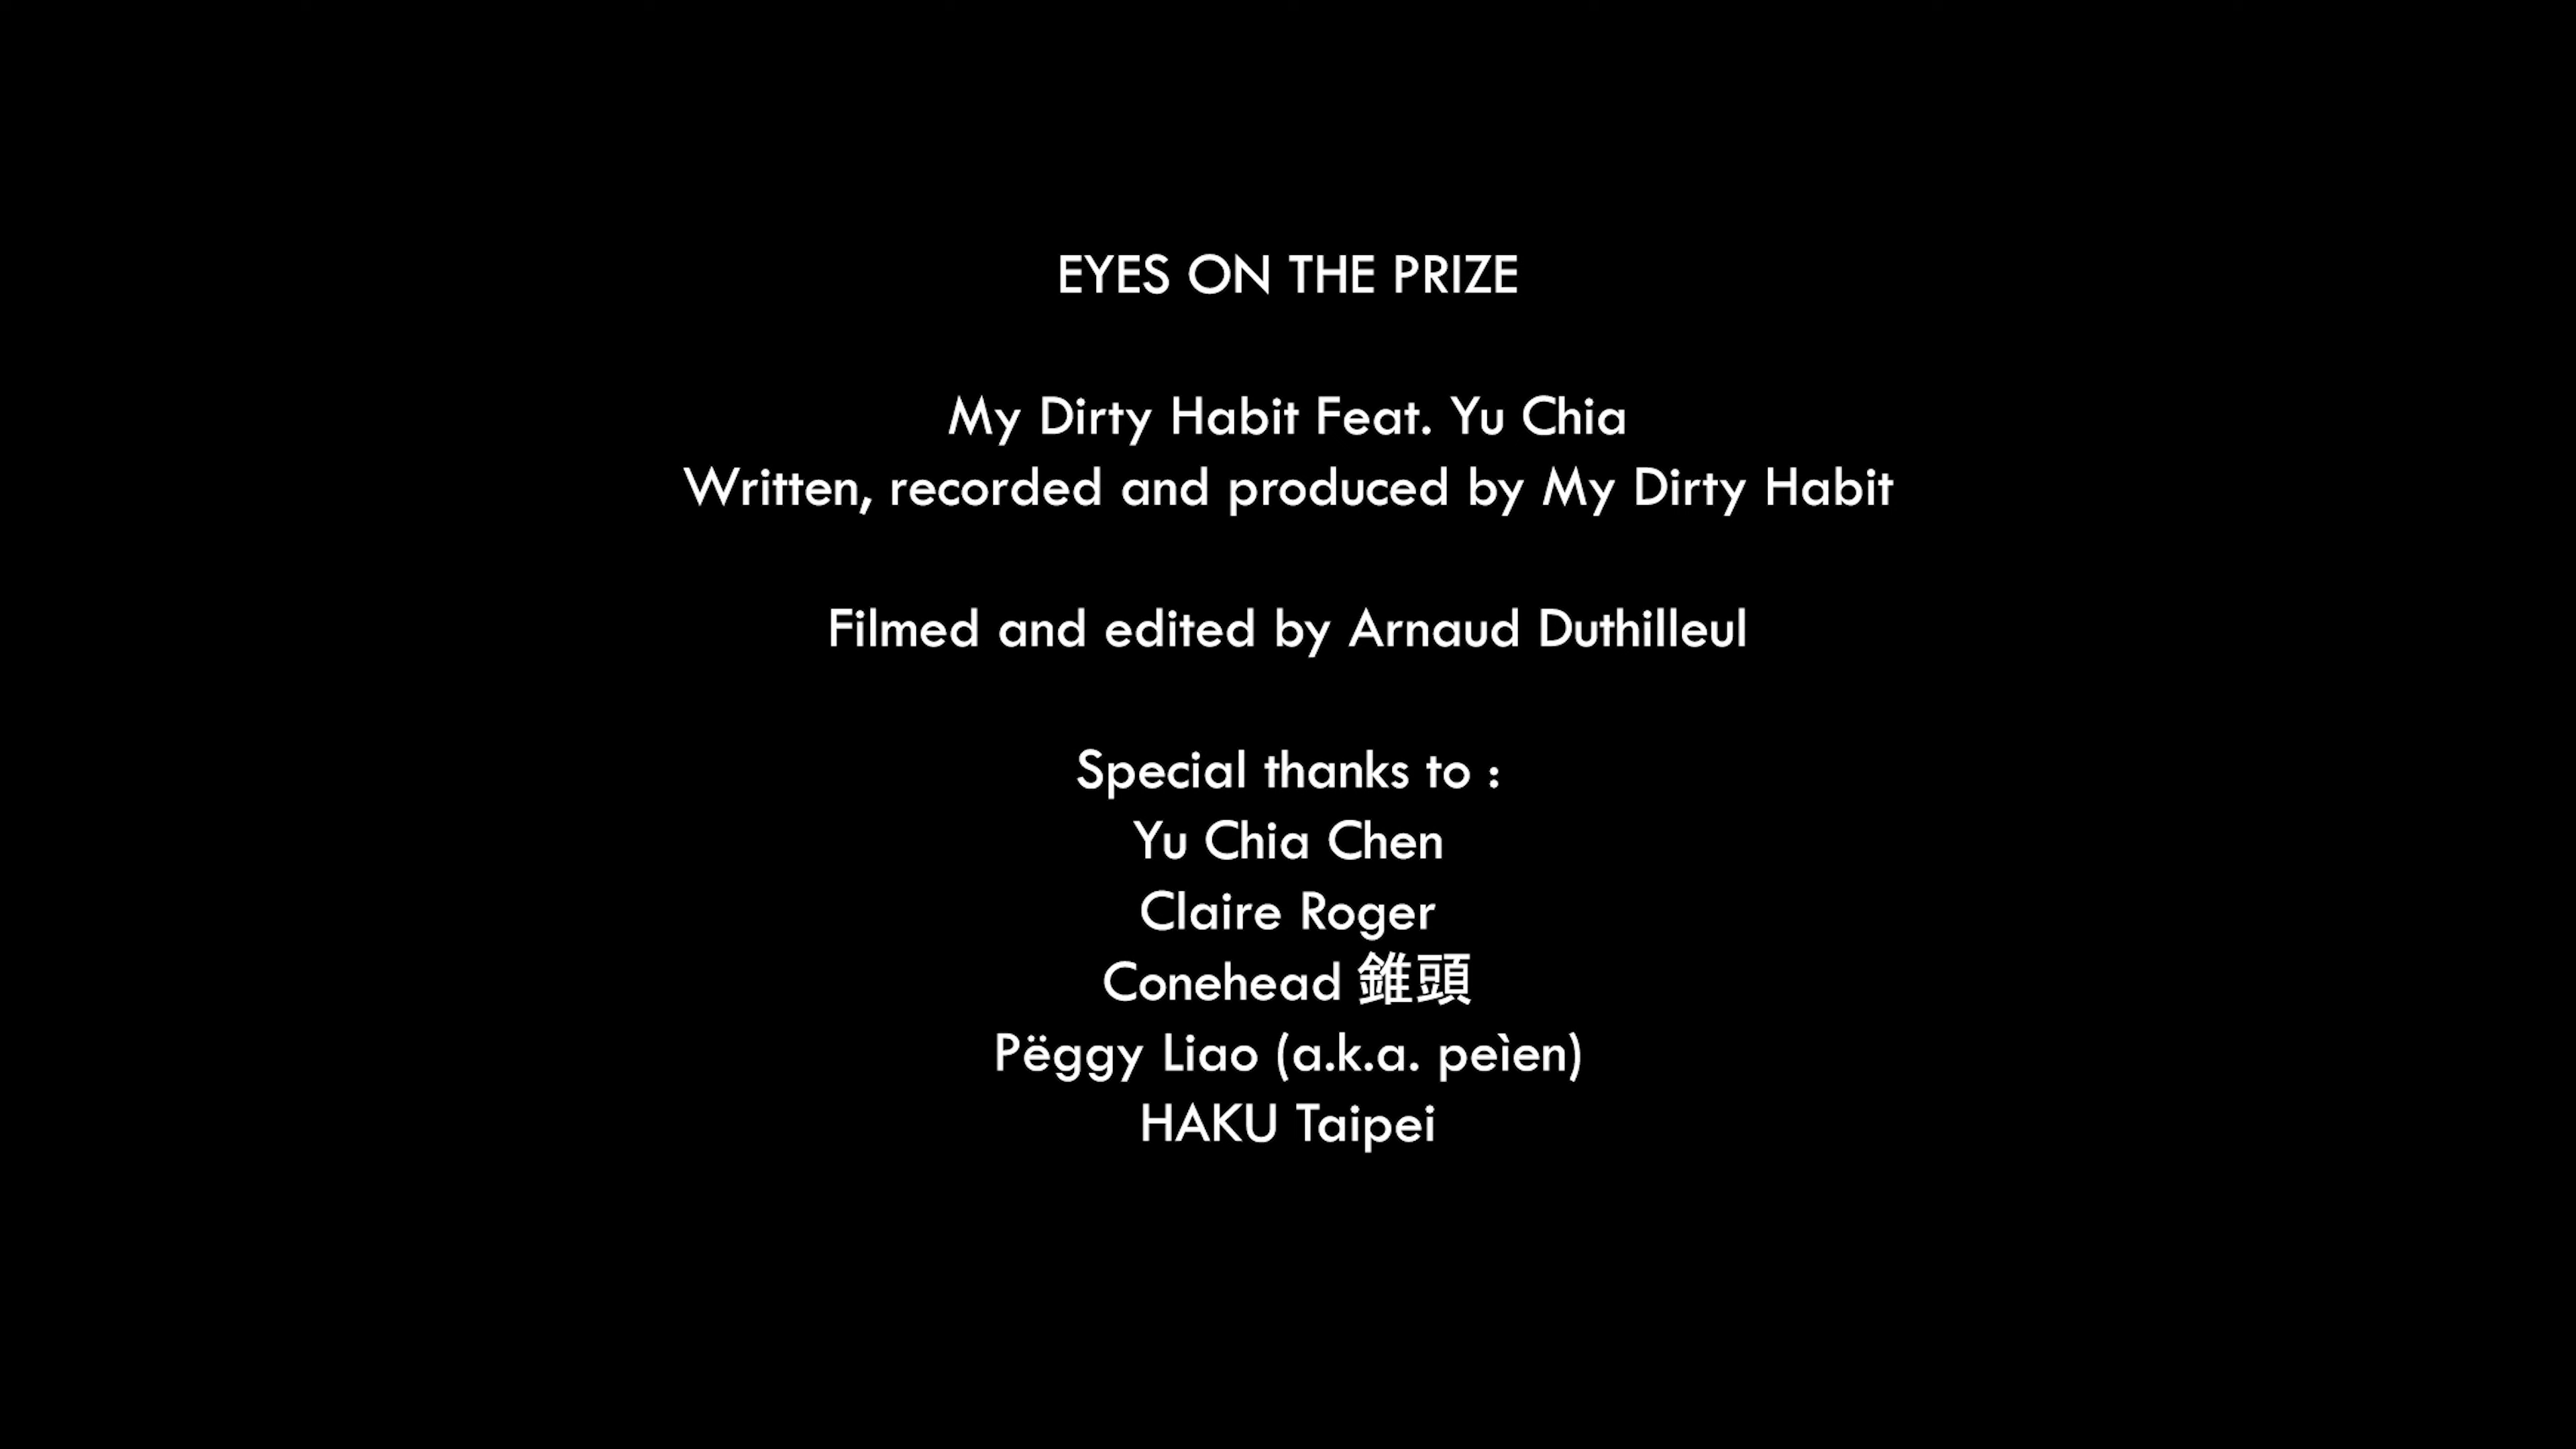 EYES ON THE PRIZE
My Dirty Habit Feat. Yu Chia
Written, recorded and produced by My Dirty Habit
Filmed and edited by Arnaud Duthilleul
Special thanks to :
Yu Chia Chen
Claire Roger
Conehead 錐頭
Pëggy Liao (a.k.a. peìen)
HAKU Taipei